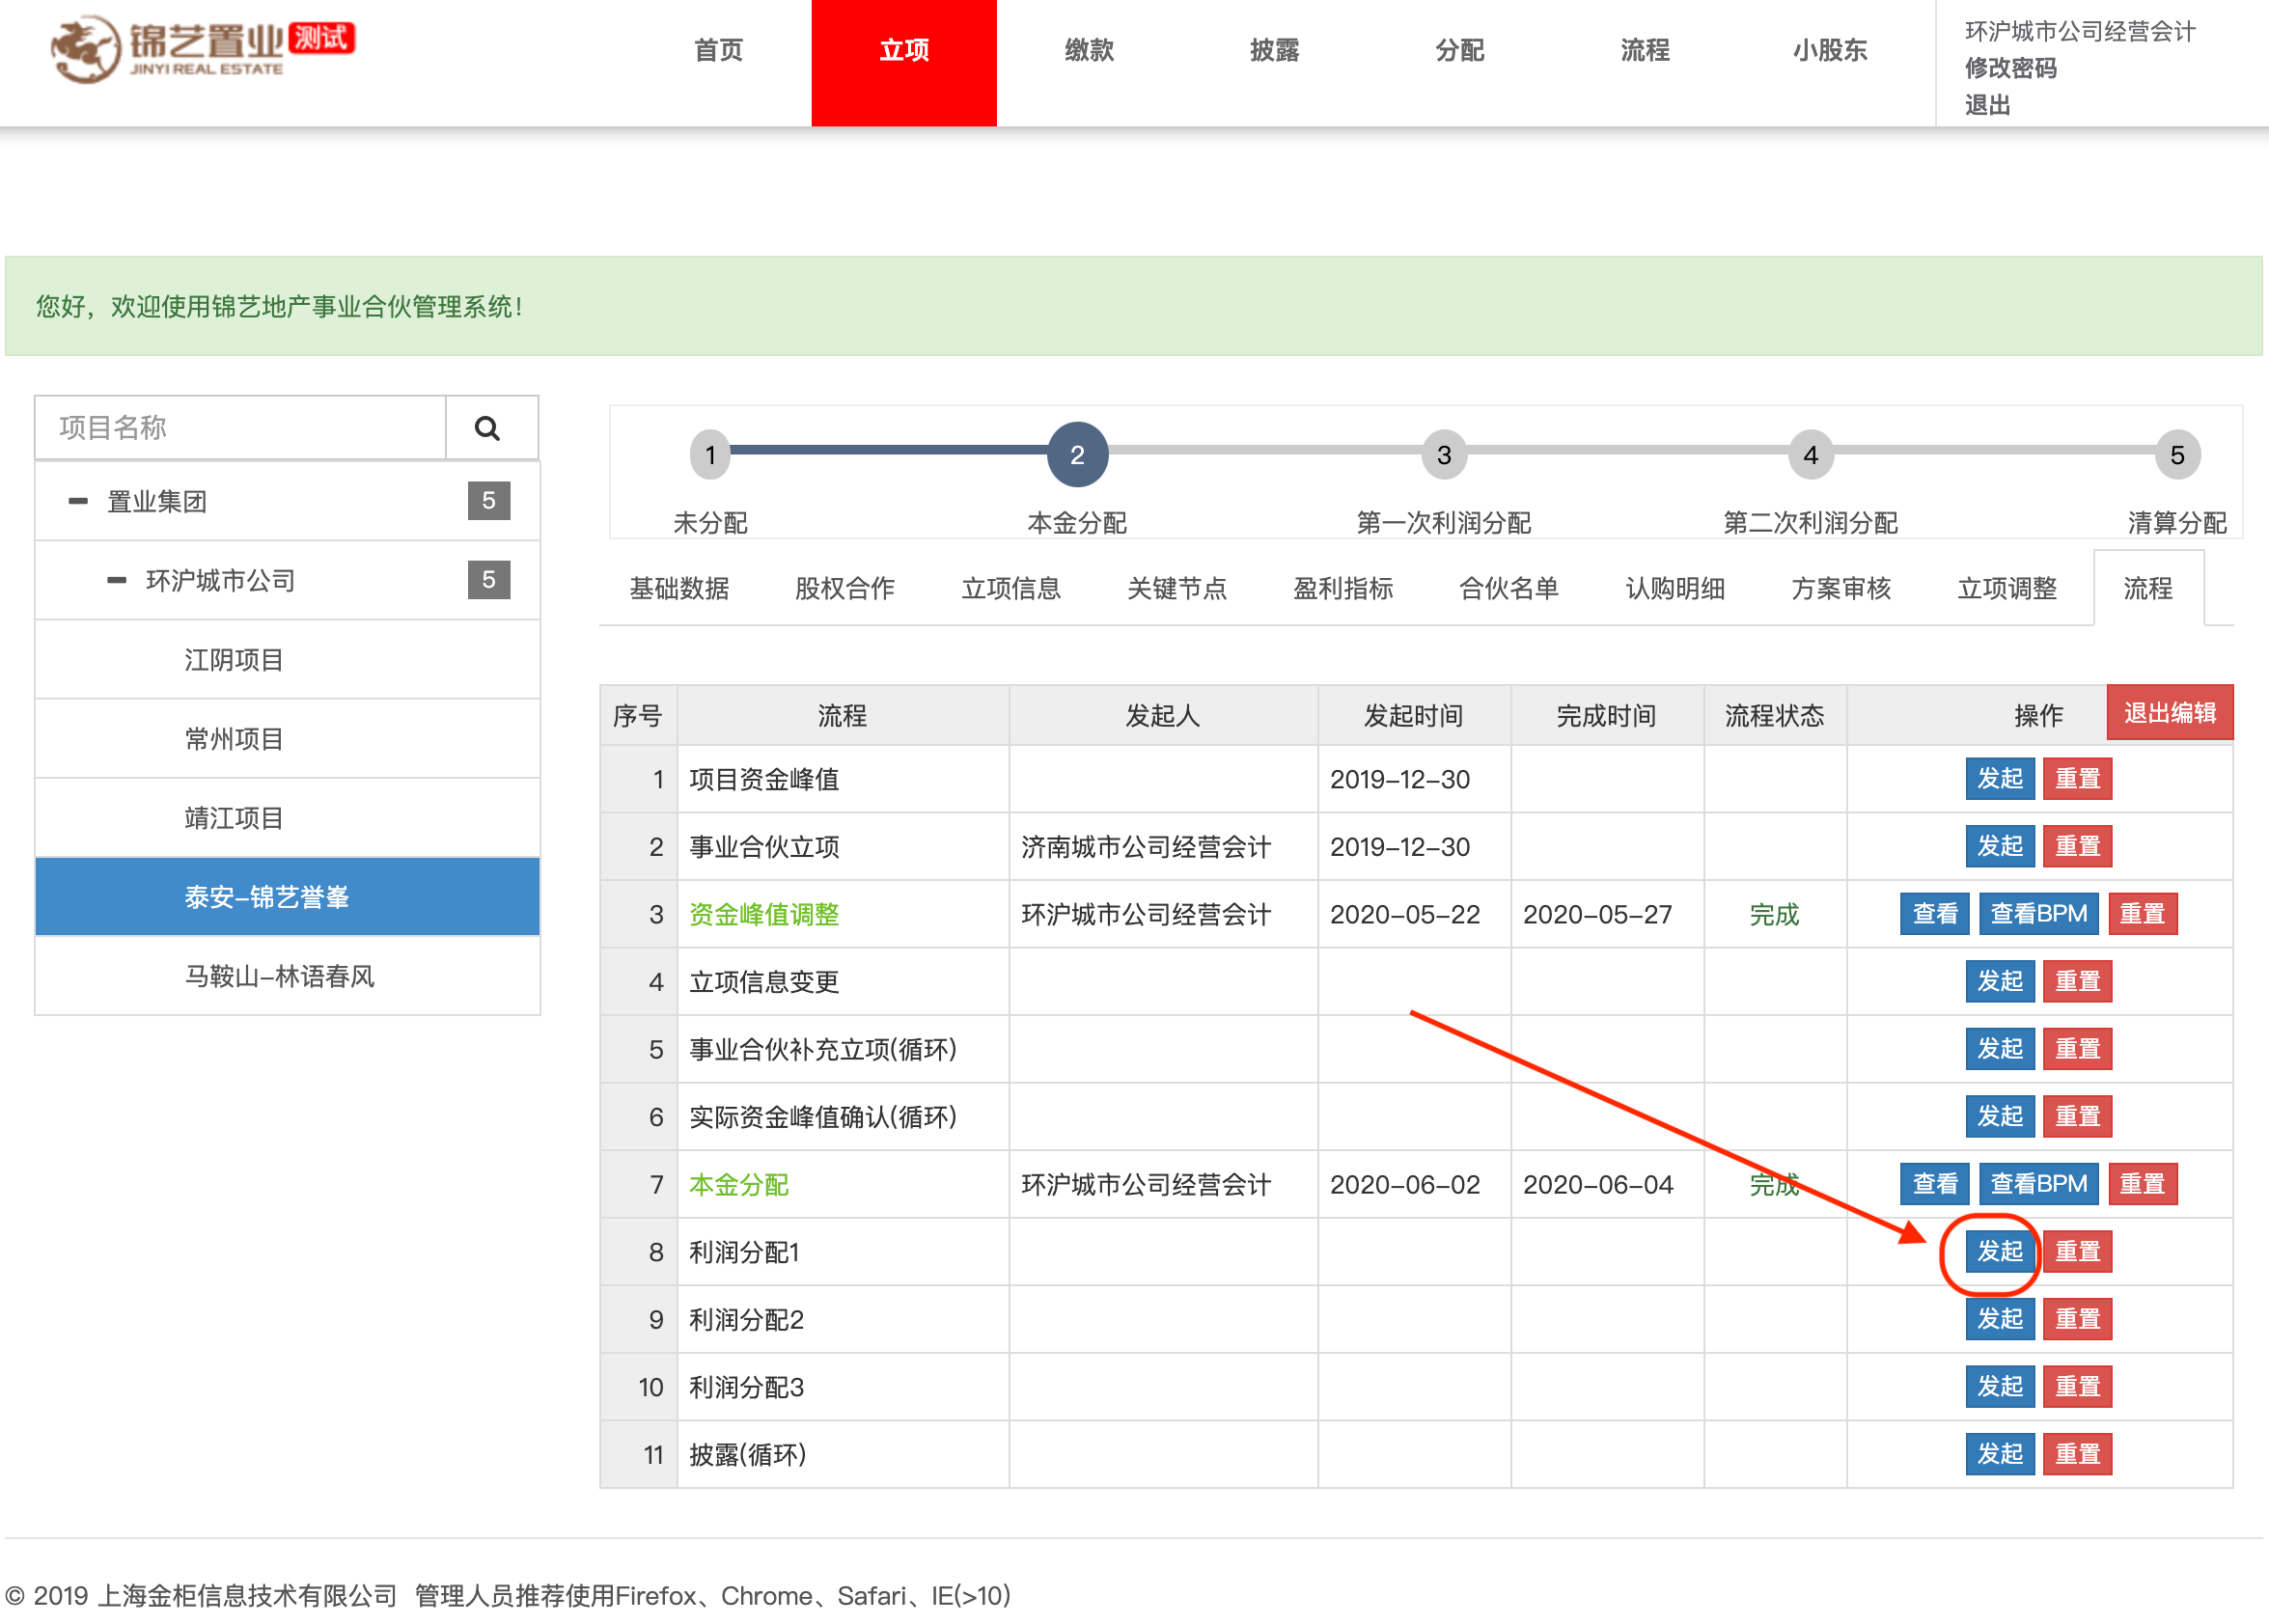 锦艺置业 测试
JINYI REAL ESTATE
首页 立项 缴款 披露 分配 流程 小股东
环沪城市公司经营会计
修改密码
退出
您好，欢迎使用锦艺地产事业合伙管理系统！
项目名称
置业集团 5
环沪城市公司 5
江阴项目
常州项目
靖江项目
泰安–锦艺誉峯
马鞍山–林语春风
1 2 3 4 5
未分配 本金分配 第一次利润分配 第二次利润分配 清算分配
基础数据 股权合作 立项信息 关键节点 盈利指标 合伙名单 认购明细 方案审核 立项调整 流程
序号 流程 发起人 发起时间 完成时间 流程状态 操作 退出编辑
1 项目资金峰值 2019–12–30 发起 重置
2 事业合伙立项 济南城市公司经营会计 2019–12–30 发起 重置
3 资金峰值调整 环沪城市公司经营会计 2020–05–22 2020–05–27 完成 查看 查看BPM 重置
4 立项信息变更 发起 重置
5 事业合伙补充立项(循环) 发起 重置
6 实际资金峰值确认(循环) 发起 重置
7 本金分配 环沪城市公司经营会计 2020–06–02 2020–06–04 完成 查看 查看BPM 重置
8 利润分配1 发起 重置
9 利润分配2 发起 重置
10 利润分配3 发起 重置
11 披露(循环) 发起 重置
© 2019 上海金柜信息技术有限公司 管理人员推荐使用Firefox、Chrome、Safari、IE(>10)